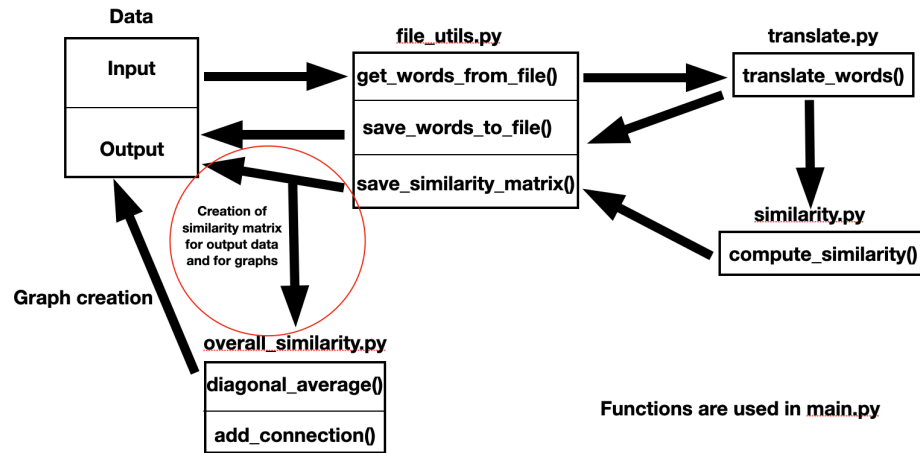 Data
Input
Output
file_utils.py
get_words_from_file()
save_words_to_file()
save_similarity_matrix()
translate.py
translate_words()
similarity.py
compute_similarity()
Creation of
similarity matrix
for output data
and for graphs
Graph creation
overall_similarity.py
diagonal_average()
add_connection()
Functions are used in main.py